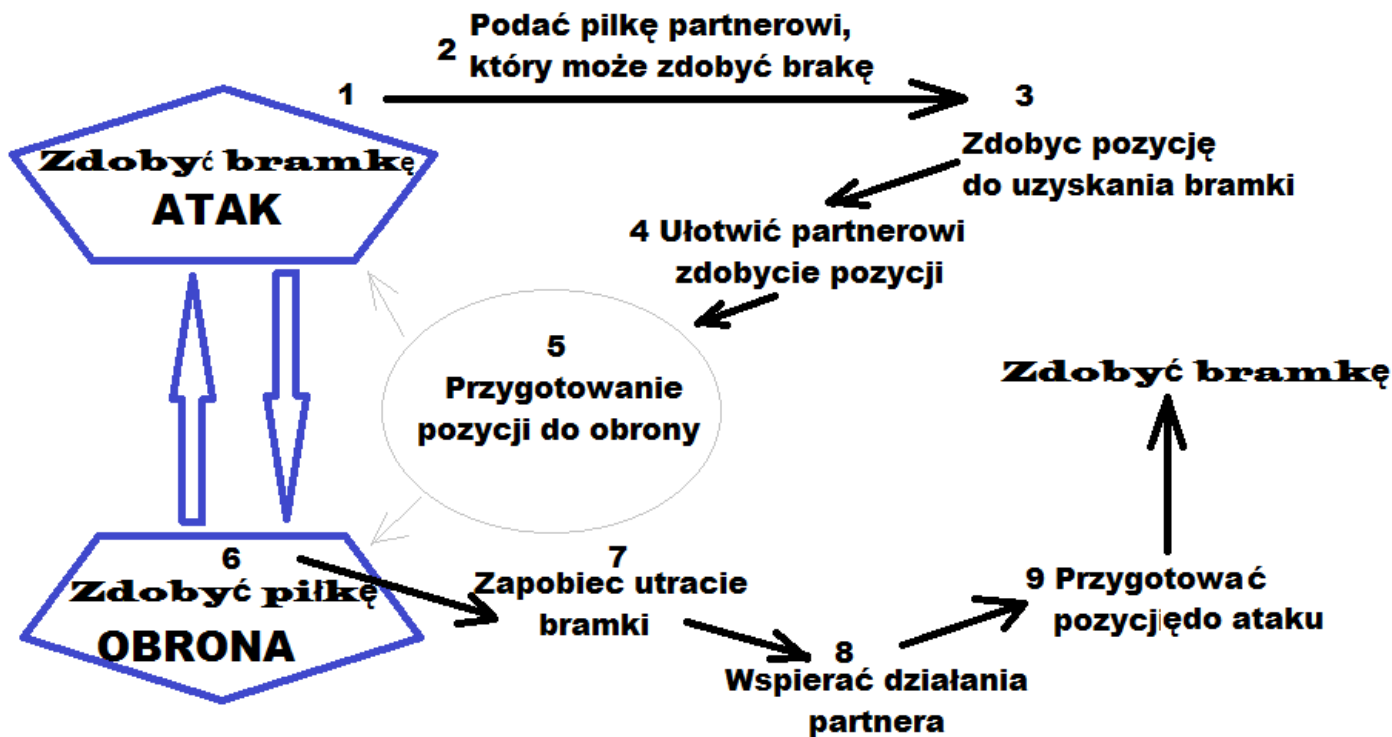 1
2 Podać pilkę partnerowi,
który może zdobyć brakę
3
Zdobyc pozycję
do uzyskania bramki
Zdobyć bramkę
ATAK
4 Ułotwić partnerowi
zdobycie pozycji
5
Przygotowanie
pozycji do obrony
Zdobyć bramkę
6
Zdobyć piłkę
OBRONA
7
Zapobiec utracie
bramki
8
Wspierać działania
partnera
9 Przygotować
pozycjędo ataku